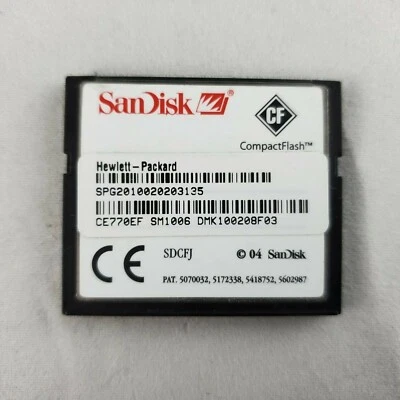 SanDisk
CF
CompactFlash™
Hewlett-Packard
SPG2010020203135
CE770EF SM1006 DMK100208F03
CE SDCFJ © 04 SanDisk
PAT. 5070032, 5172338, 5418752, 5602987